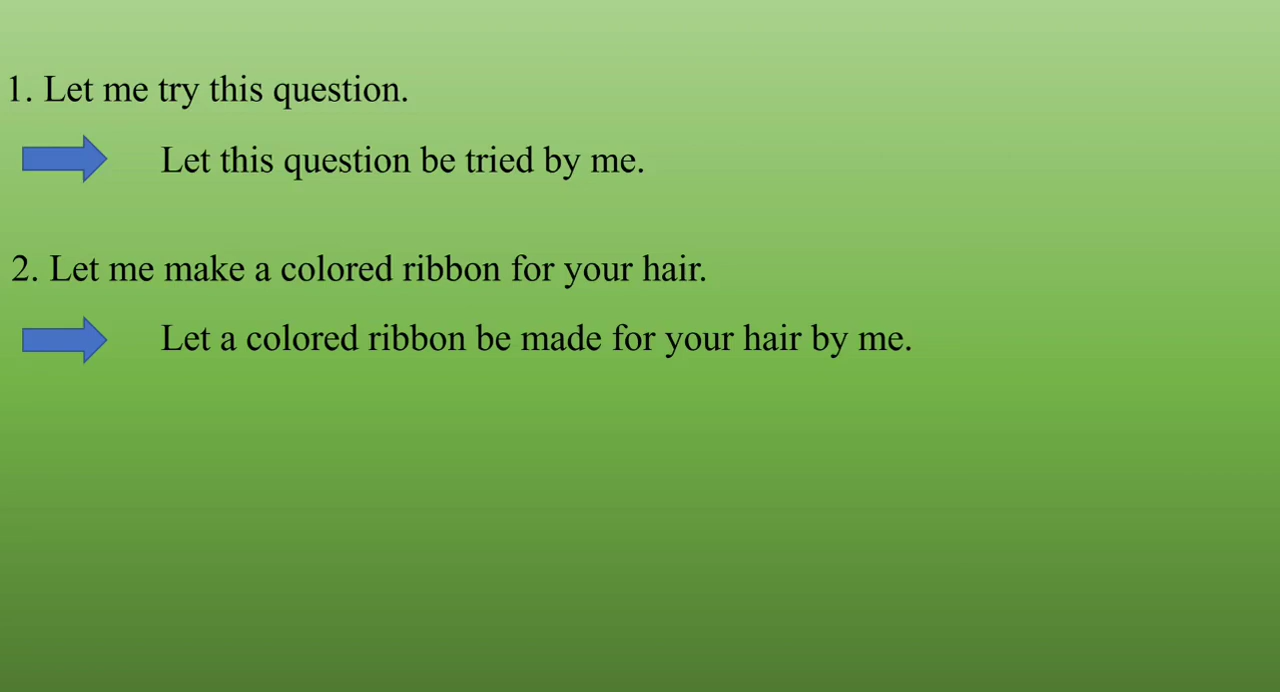 1. Let me try this question.
Let this question be tried by me.
2. Let me make a colored ribbon for your hair.
Let a colored ribbon be made for your hair by me.